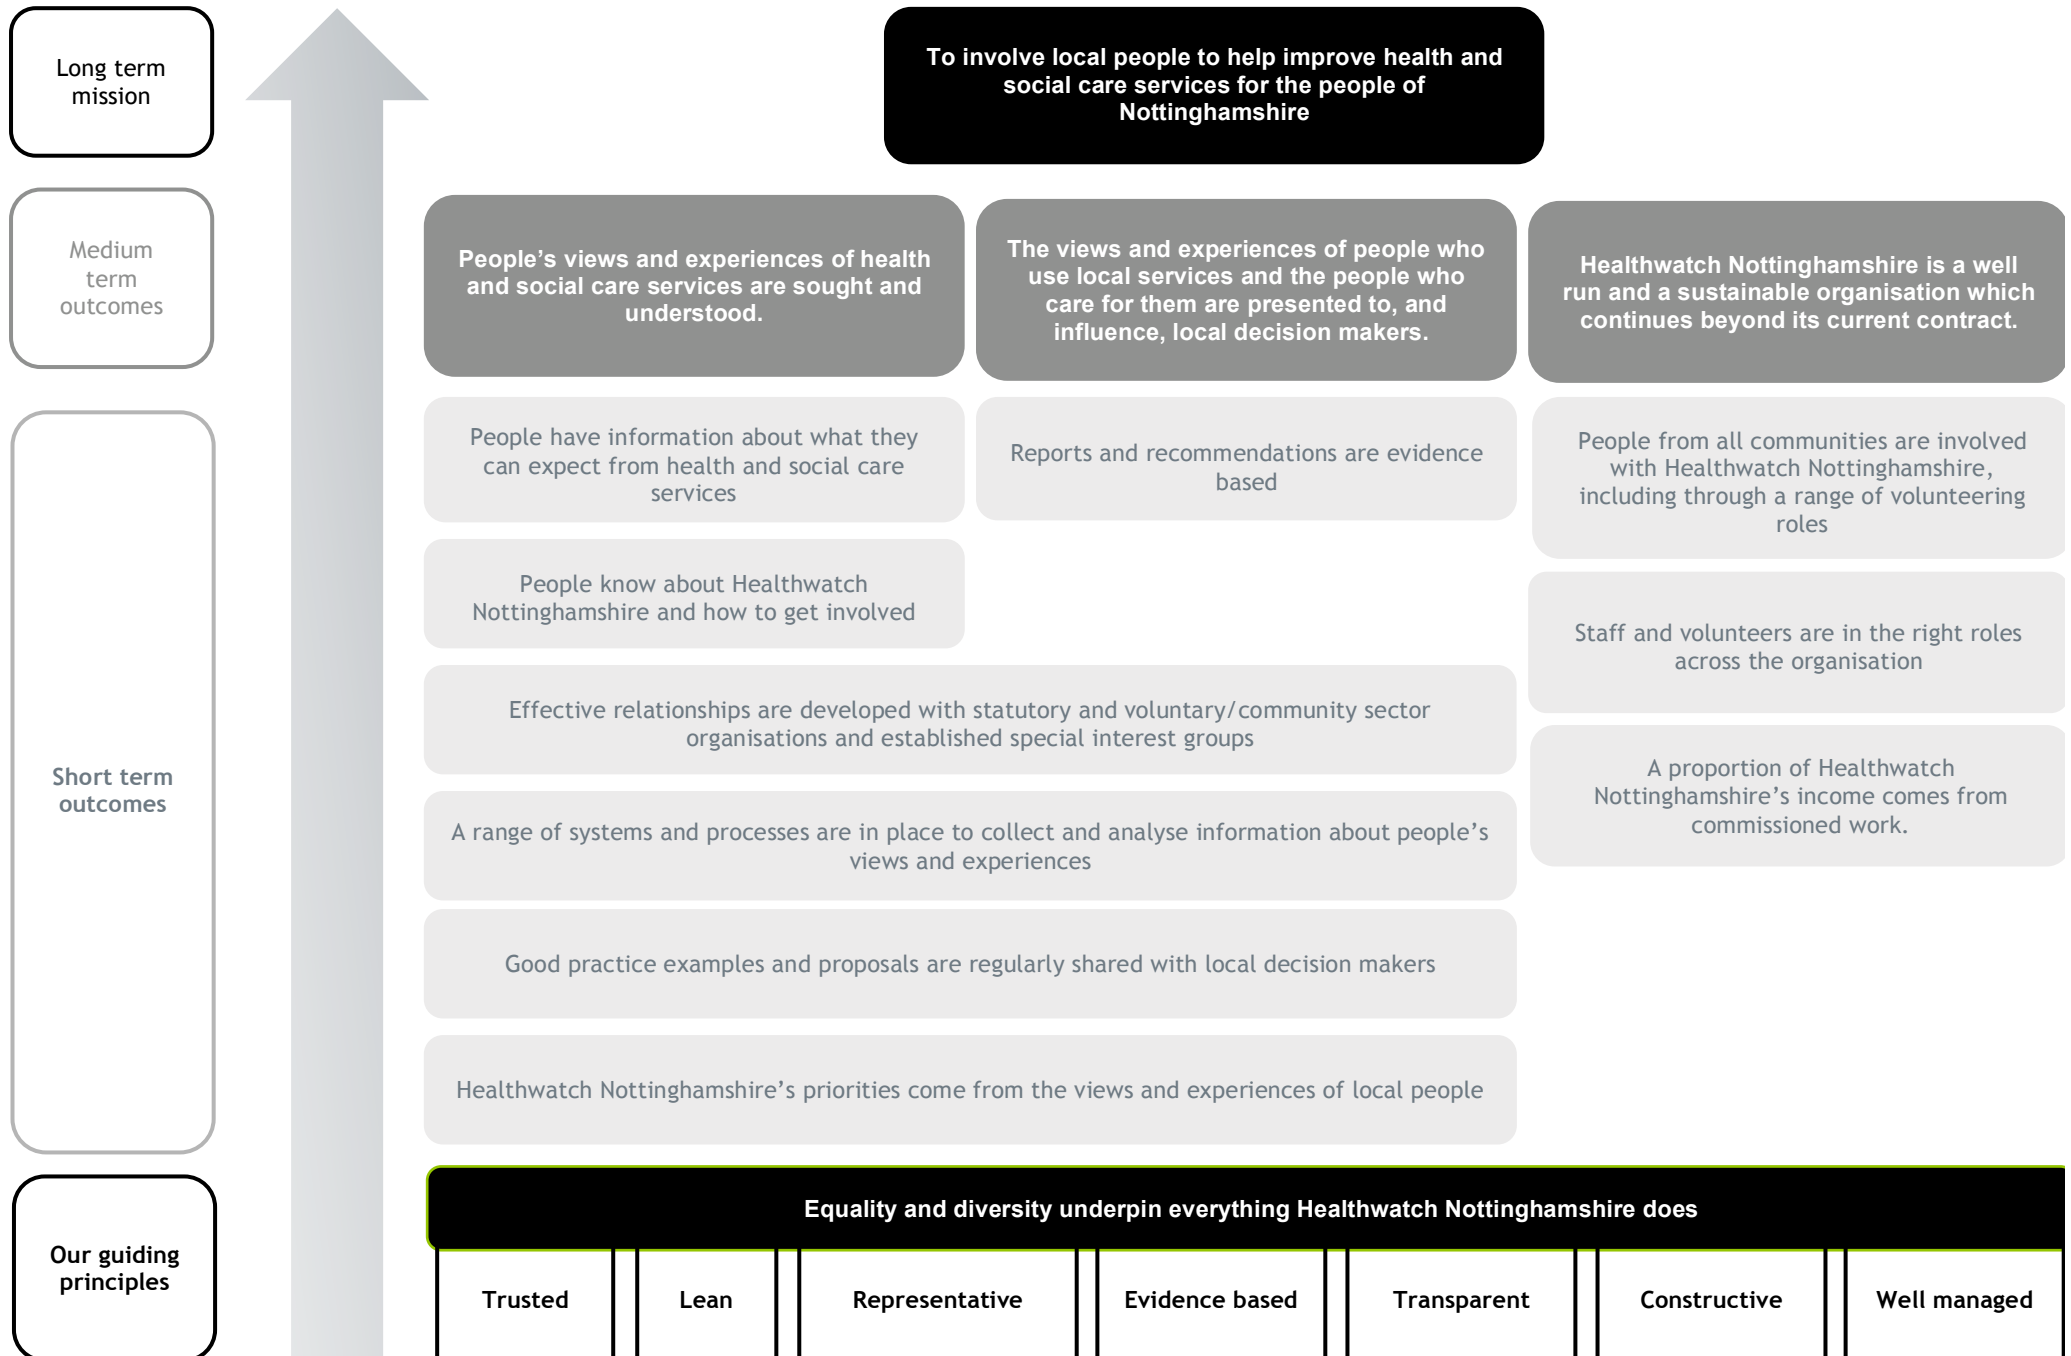 Long term
mission
To involve local people to help improve health and
social care services for the people of
Nottinghamshire
Medium
term
outcomes
People’s views and experiences of health
and social care services are sought and
understood.
The views and experiences of people who
use local services and the people who
care for them are presented to, and
influence, local decision makers.
Healthwatch Nottinghamshire is a well
run and a sustainable organisation which
continues beyond its current contract.
Short term
outcomes
People have information about what they
can expect from health and social care
services
Reports and recommendations are evidence
based
People from all communities are involved
with Healthwatch Nottinghamshire,
including through a range of volunteering
roles
People know about Healthwatch
Nottinghamshire and how to get involved
Staff and volunteers are in the right roles
across the organisation
Effective relationships are developed with statutory and voluntary/community sector
organisations and established special interest groups
A proportion of Healthwatch
Nottinghamshire’s income comes from
commissioned work.
A range of systems and processes are in place to collect and analyse information about people’s
views and experiences
Good practice examples and proposals are regularly shared with local decision makers
Healthwatch Nottinghamshire’s priorities come from the views and experiences of local people
Our guiding
principles
Equality and diversity underpin everything Healthwatch Nottinghamshire does
Trusted
Lean
Representative
Evidence based
Transparent
Constructive
Well managed